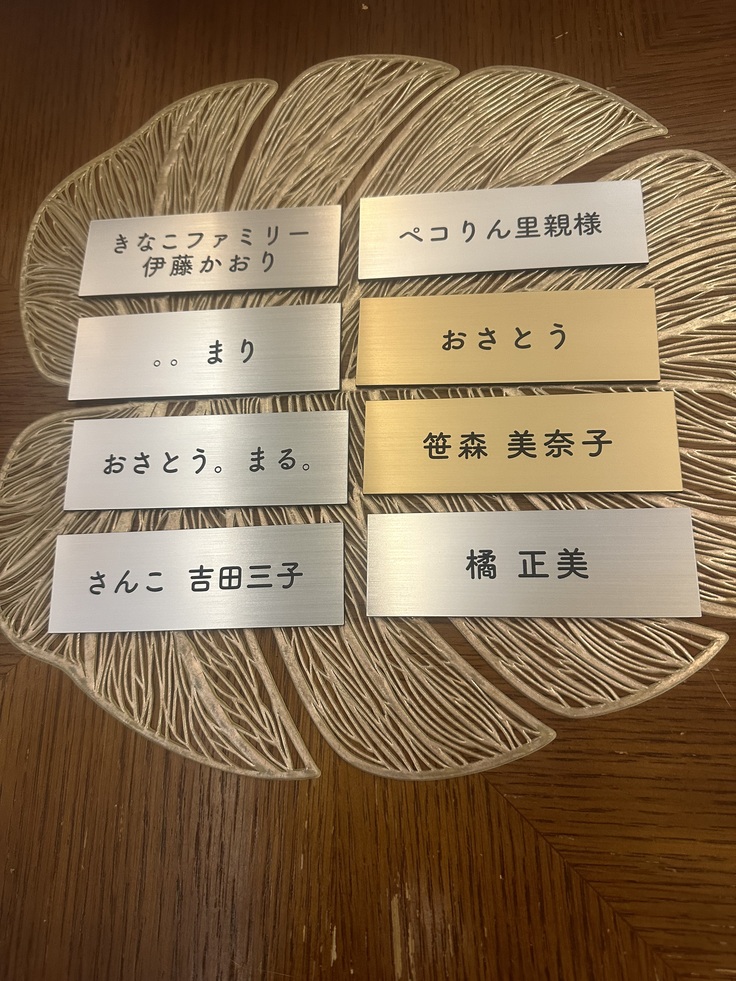 きなこファミリー
伊藤かおり
ペコりん里親様
。。 まり
おさとう
おさとう。まる。
笹森 美奈子
さんこ 吉田三子
橘 正美